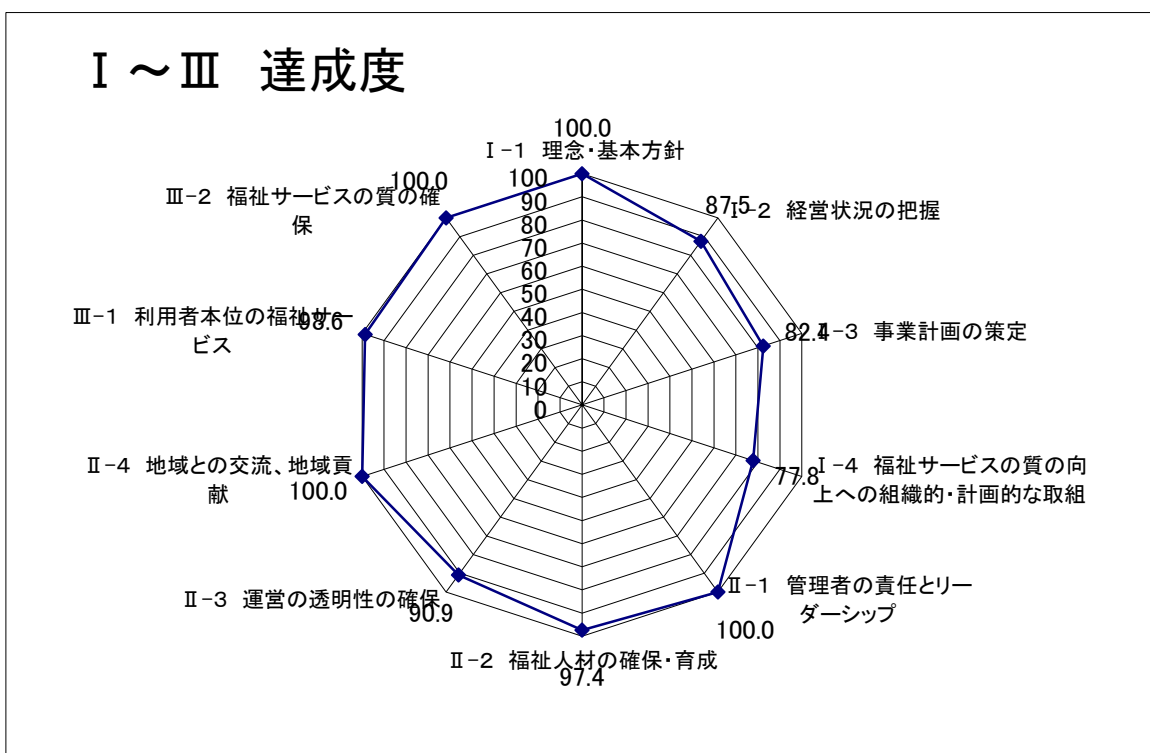 Ⅰ～Ⅲ 達成度
100.0
Ⅰ-1 理念・基本方針
87.5
Ⅰ-2 経営状況の把握
82.4
Ⅰ-3 事業計画の策定
77.8
Ⅰ-4 福祉サービスの質の向
上への組織的・計画的な取組
Ⅱ-1 管理者の責任とリー
ダーシップ
100.0
Ⅱ-2 福祉人材の確保・育成
97.4
Ⅱ-3 運営の透明性の確保
90.9
Ⅱ-4 地域との交流、地域貢
献
100.0
Ⅲ-1 利用者本位の福祉サー
ビス
98.6
Ⅲ-2 福祉サービスの質の確
保
100.0
100
90
80
70
60
50
40
30
20
10
0